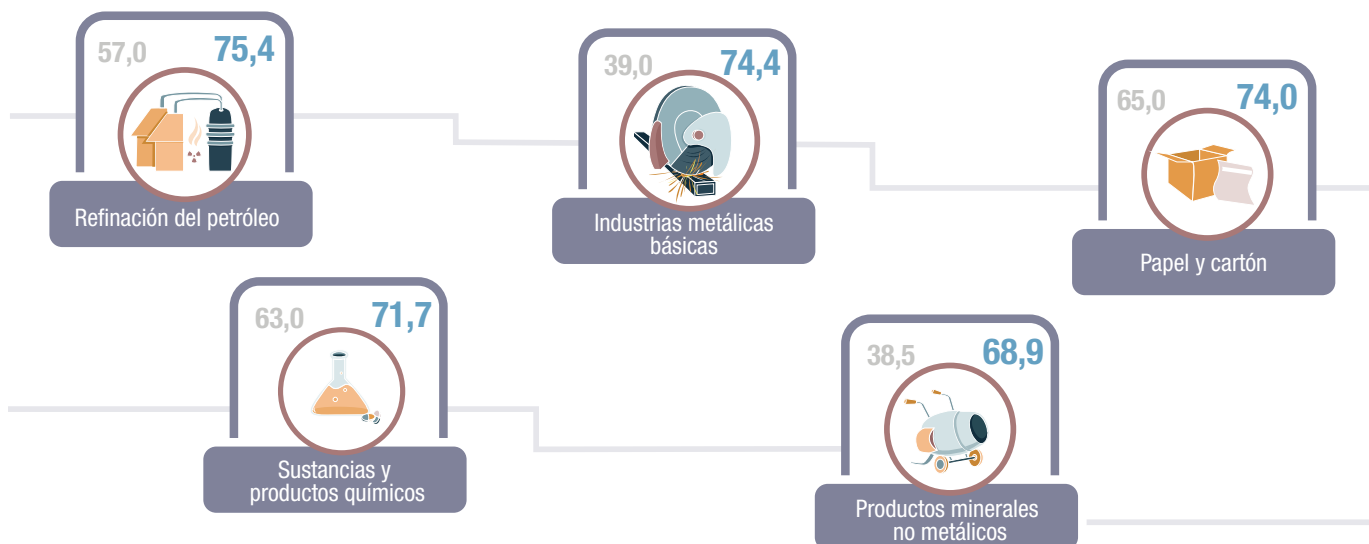 57,0 75,4
Refinación del petróleo
39,0 74,4
Industrias metálicas
básicas
65,0 74,0
Papel y cartón
63,0 71,7
Sustancias y
productos químicos
38,5 68,9
Productos minerales
no metálicos